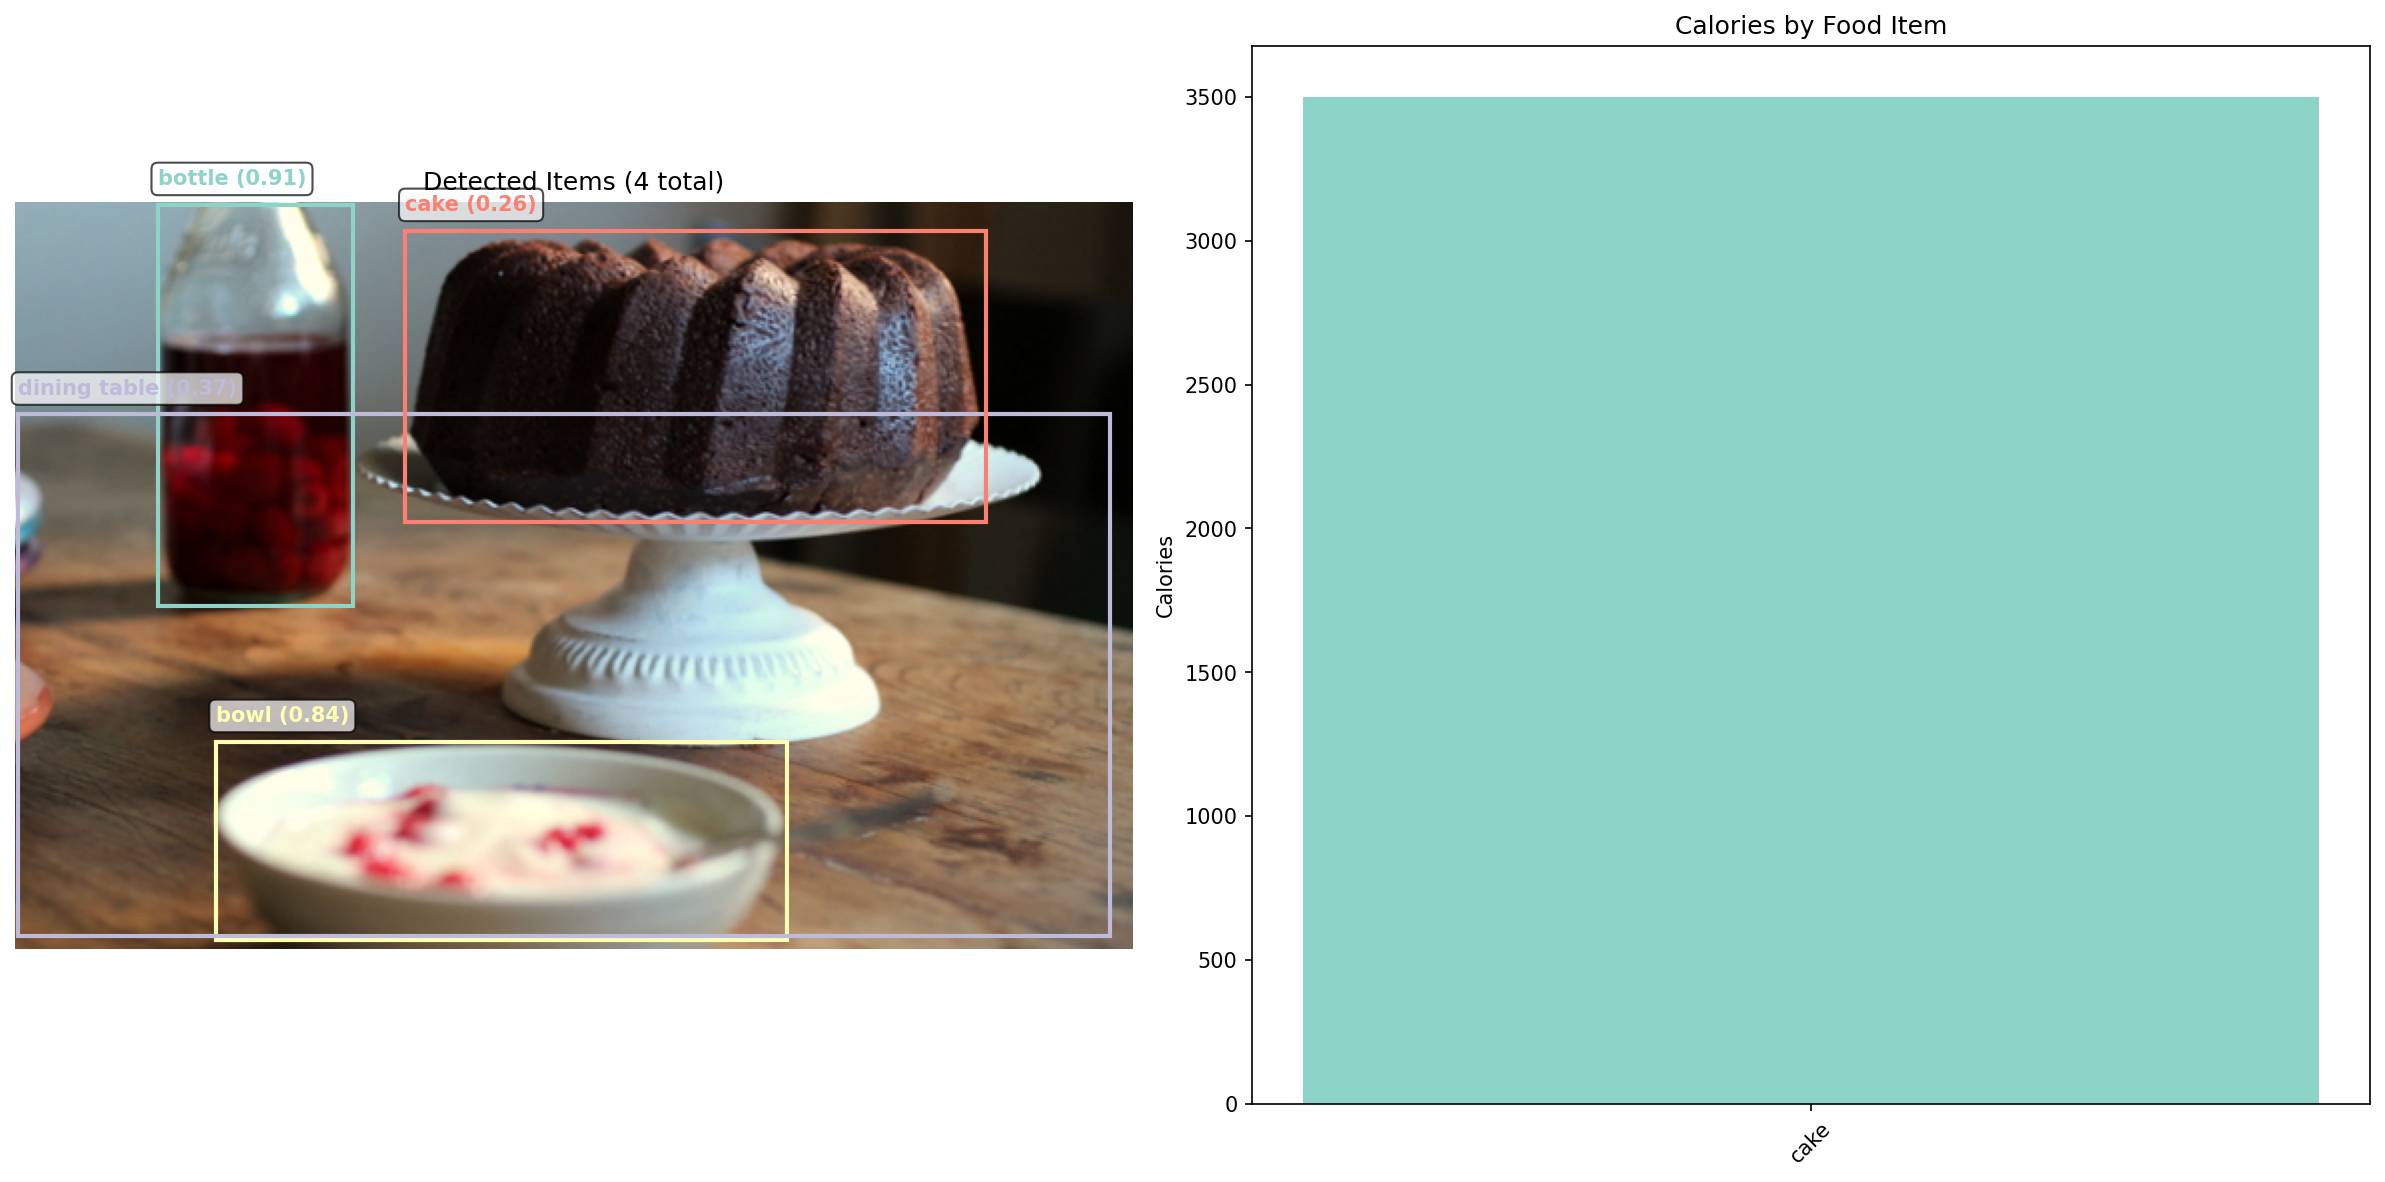 Detected Items (4 total)
bottle (0.91)
cake (0.26)
dining table (0.37)
bowl (0.84)
Calories by Food Item
Calories
3500
3000
2500
2000
1500
1000
500
0
cake